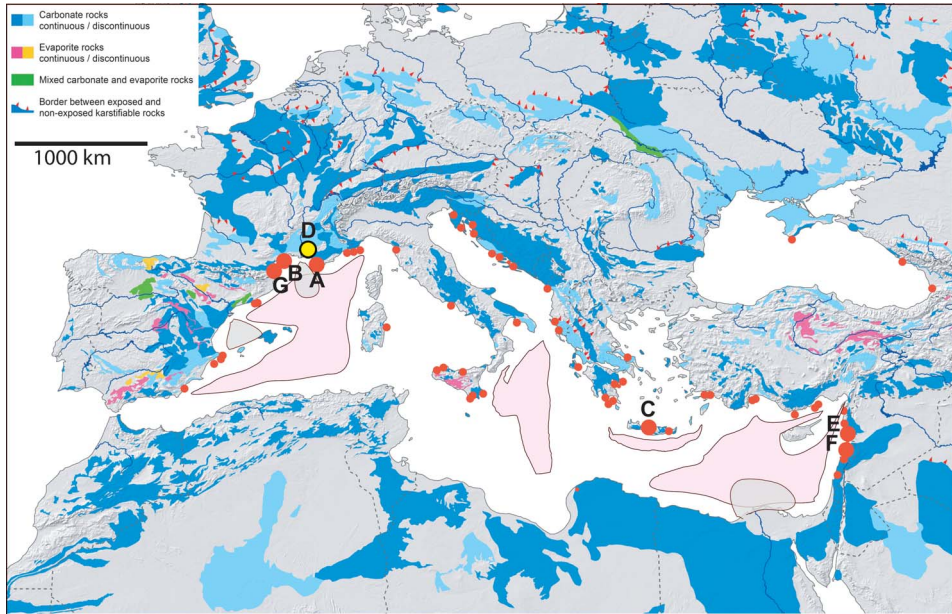 Carbonate rocks
continuous / discontinuous
Evaporite rocks
continuous / discontinuous
Mixed carbonate and evaporite rocks
Border between exposed and
non-exposed karstifiable rocks
1000 km
D
B
G
A
C
E
F